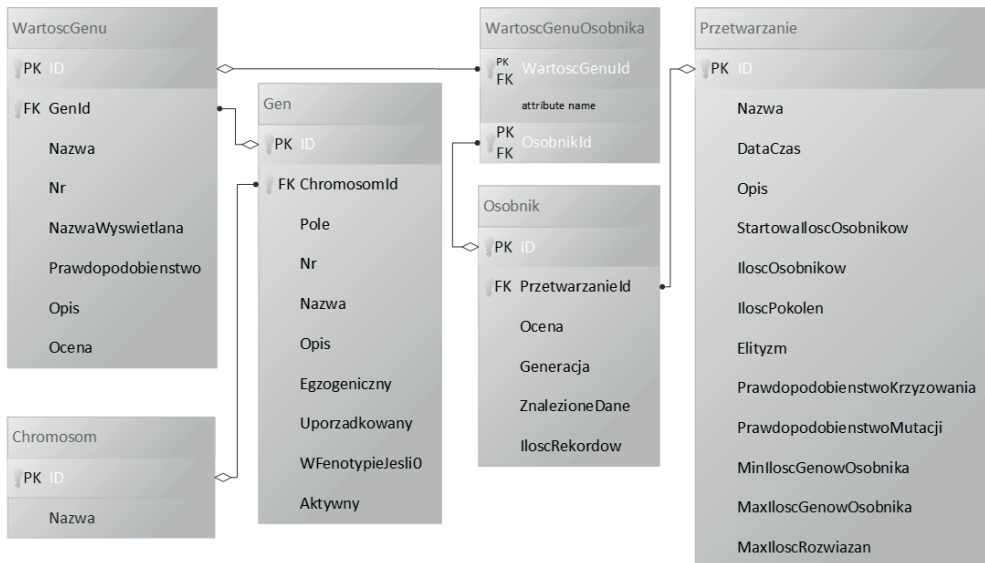 WartoscGenu
PK ID
FK GenId
Nazwa
Nr
NazwaWyswietlana
Prawdopodobienstwo
Opis
Ocena
Chromosom
PK ID
Nazwa
Gen
PK ID
FK ChromosomId
Pole
Nr
Nazwa
Opis
Egzogeniczny
Uporzadkowany
WFenotypieJesli0
Aktywny
WartoscGenuOsobnika
PK
FK WartoscGenuId
attribute name
PK
FK OsobnikId
Osobnik
PK ID
FK PrzetwarzanieId
Ocena
Generacja
ZnalezioneDane
IloscRekordow
Przetwarzanie
PK ID
Nazwa
DataCzas
Opis
StartowaIloscOsobnikow
IloscOsobnikow
IloscPokolen
Elityzm
PrawdopodobienstwoKrzyzowania
PrawdopodobienstwoMutacji
MinIloscGenowOsobnika
MaxIloscGenowOsobnika
MaxIloscRozwiazan